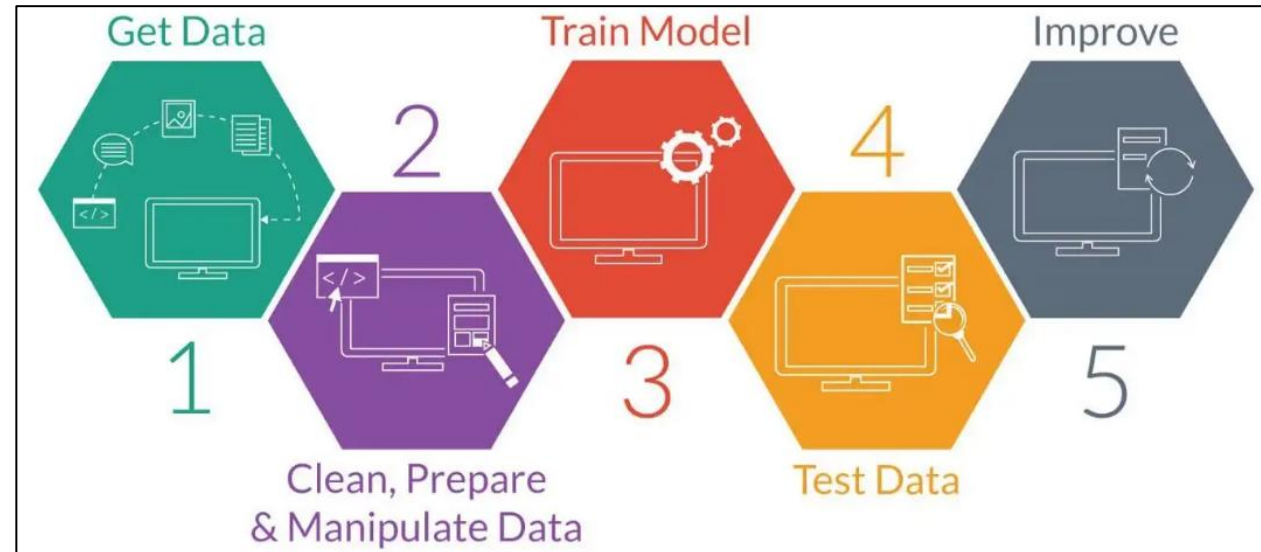 Get Data
1
2
Clean, Prepare
& Manipulate Data
Train Model
3
4
Test Data
Improve
5
</>
</>